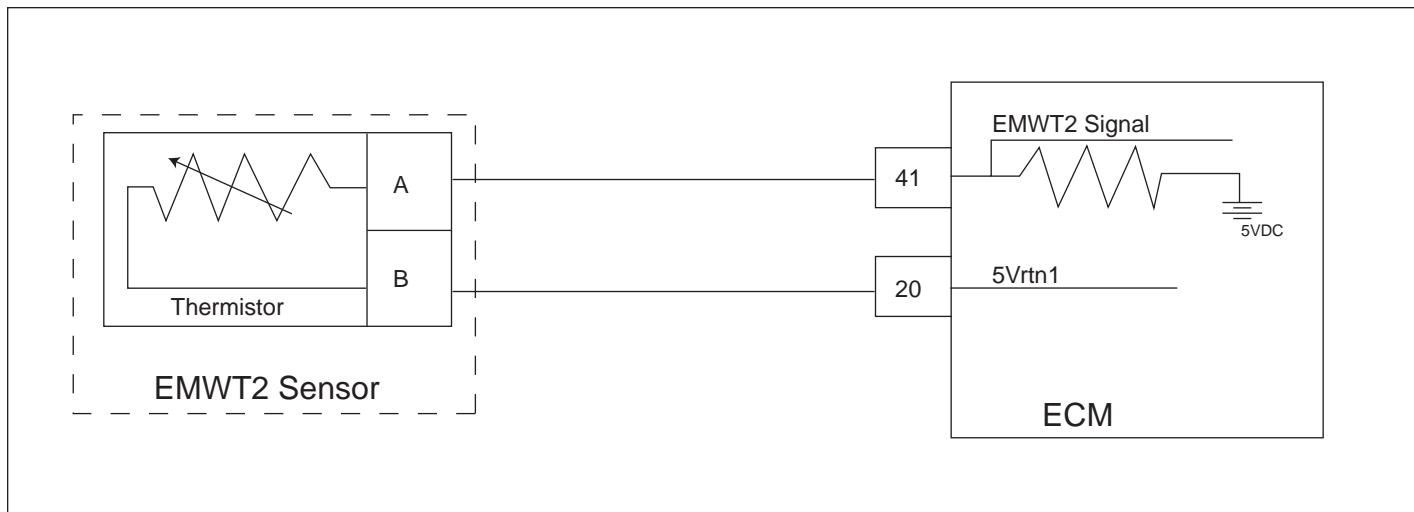 EMWT2 Signal
A
41
5VDC
B
20
5Vrtn1
Thermistor
EMWT2 Sensor
ECM